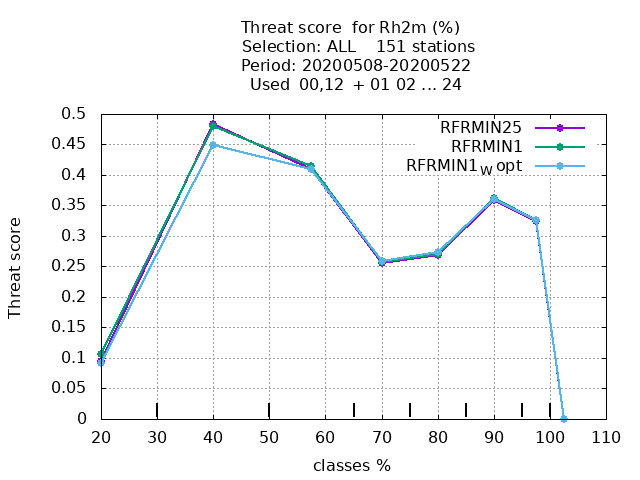 Threat score  for Rh2m (%)
Selection: ALL    151 stations
Period: 20200508-20200522
Used  00,12  + 01 02 ... 24
RFRMIN25
RFRMIN1
RFRMIN1W opt
0.5
0.45
0.4
0.35
0.3
0.25
0.2
0.15
0.1
0.05
0
Threat score
20 30 40 50 60 70 80 90 100 110
classes %